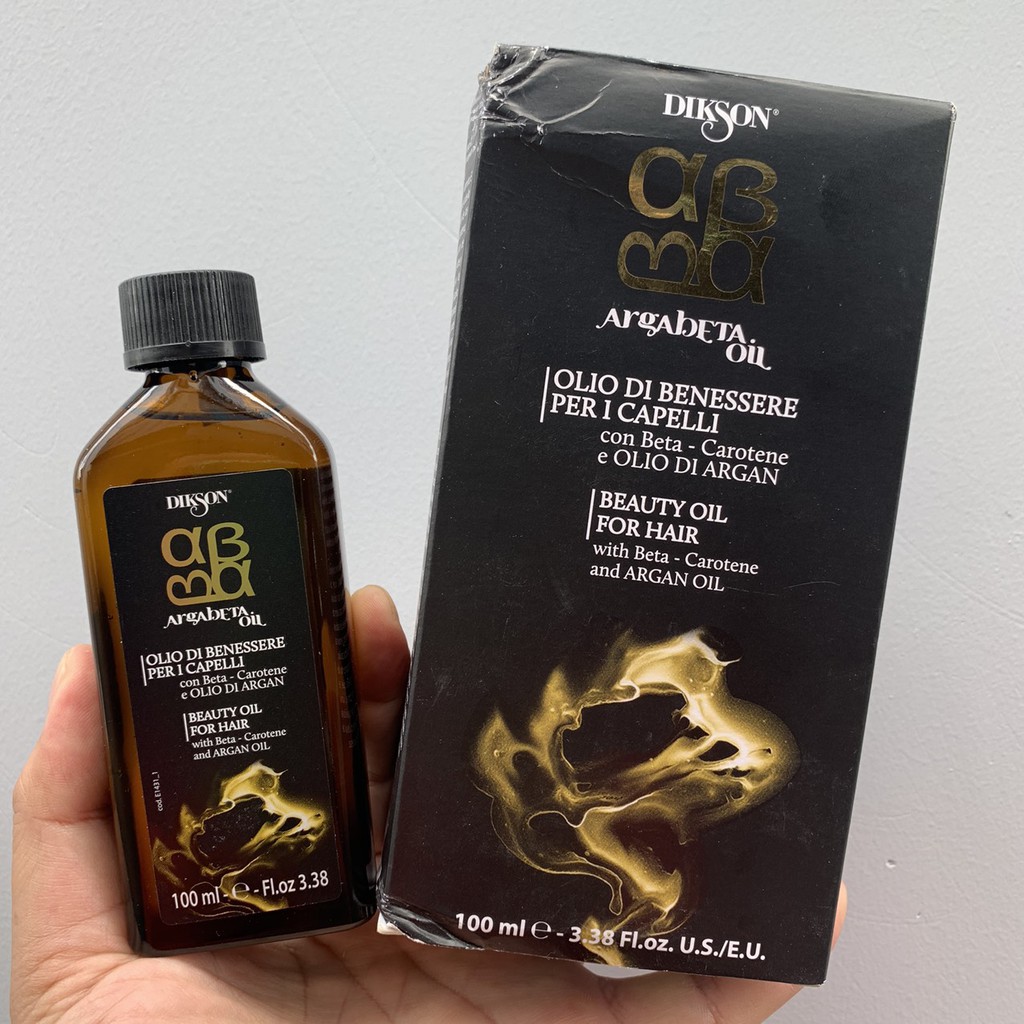 DIKSON®
αβ
βα
ArgabETA
oil
OLIO DI BENESSERE
PER I CAPELLI
con Beta - Carotene
e OLIO DI ARGAN
BEAUTY OIL
FOR HAIR
with Beta - Carotene
and ARGAN OIL
cod. E1431_1
100 ml - ℮ - Fl.oz 3.38
DIKSON®
αβ
βα
ArgabETA
oil
OLIO DI BENESSERE
PER I CAPELLI
con Beta - Carotene
e OLIO DI ARGAN
BEAUTY OIL
FOR HAIR
with Beta - Carotene
and ARGAN OIL
100 ml ℮ - 3.38 Fl.oz. U.S./E.U.